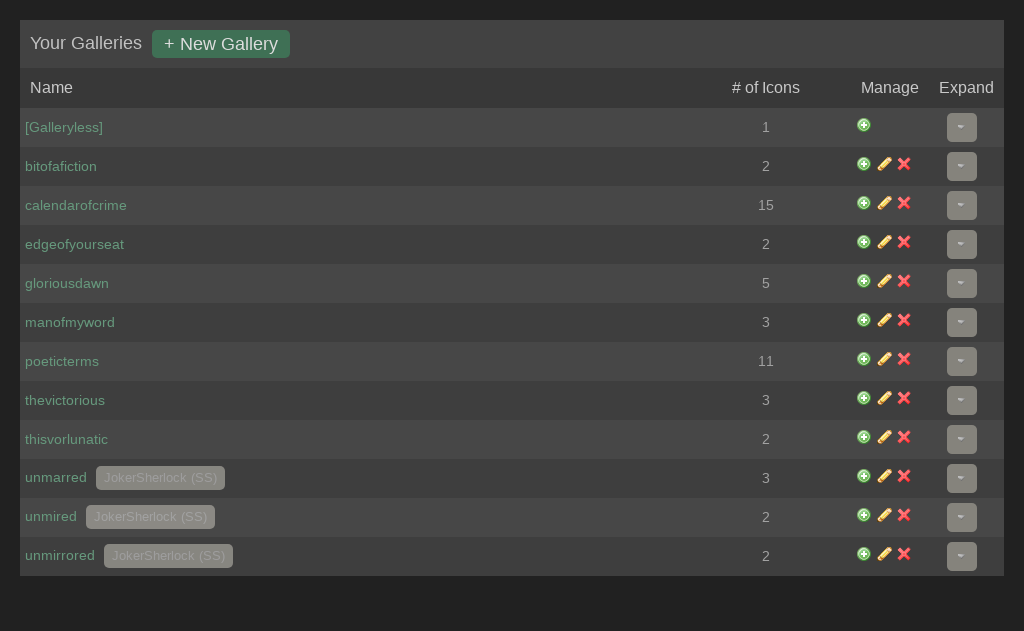 Your Galleries + New Gallery
Name # of Icons Manage Expand
[Galleryless] 1
bitofafiction 2
calendarofcrime 15
edgeofyourseat 2
gloriousdawn 5
manofmyword 3
poeticterms 11
thevictorious 3
thisvorlunatic 2
unmarred JokerSherlock (SS) 3
unmired JokerSherlock (SS) 2
unmirrored JokerSherlock (SS) 2